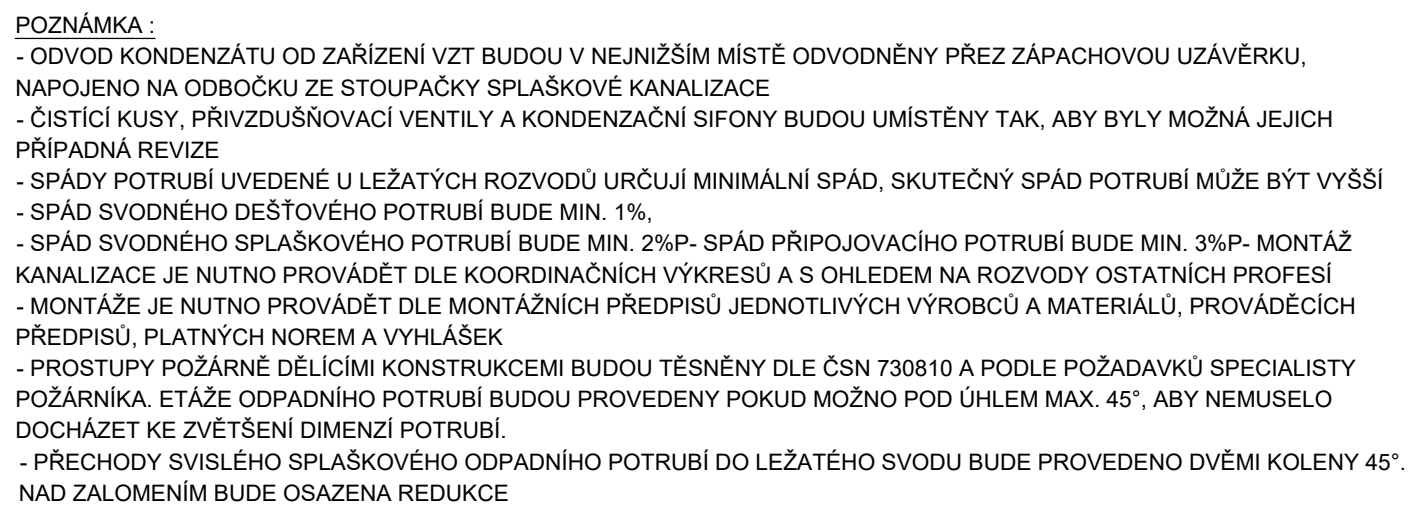 POZNÁMKA :
- ODVOD KONDENZÁTU OD ZAŘÍZENÍ VZT BUDOU V NEJNIŽŠÍM MÍSTĚ ODVODNĚNY PŘEZ ZÁPACHOVOU UZÁVĚRKU,
NAPOJENO NA ODBOČKU ZE STOUPAČKY SPLAŠKOVÉ KANALIZACE
- ČISTÍCÍ KUSY, PŘIVZDUŠŇOVACÍ VENTILY A KONDENZAČNÍ SIFONY BUDOU UMÍSTĚNY TAK, ABY BYLY MOŽNÁ JEJICH
PŘÍPADNÁ REVIZE
- SPÁDY POTRUBÍ UVEDENÉ U LEŽATÝCH ROZVODŮ URČUJÍ MINIMÁLNÍ SPÁD, SKUTEČNÝ SPÁD POTRUBÍ MŮŽE BÝT VYŠŠÍ
- SPÁD SVODNÉHO DEŠŤOVÉHO POTRUBÍ BUDE MIN. 1%,
- SPÁD SVODNÉHO SPLAŠKOVÉHO POTRUBÍ BUDE MIN. 2%P- SPÁD PŘIPOJOVACÍHO POTRUBÍ BUDE MIN. 3%P- MONTÁŽ
KANALIZACE JE NUTNO PROVÁDĚT DLE KOORDINAČNÍCH VÝKRESŮ A S OHLEDEM NA ROZVODY OSTATNÍCH PROFESÍ
- MONTÁŽE JE NUTNO PROVÁDĚT DLE MONTÁŽNÍCH PŘEDPISŮ JEDNOTLIVÝCH VÝROBCŮ A MATERIÁLŮ, PROVÁDĚCÍCH
PŘEDPISŮ, PLATNÝCH NOREM A VYHLÁŠEK
- PROSTUPY POŽÁRNĚ DĚLÍCÍMI KONSTRUKCEMI BUDOU TĚSNĚNY DLE ČSN 730810 A PODLE POŽADAVKŮ SPECIALISTY
POŽÁRNÍKA. ETÁŽE ODPADNÍHO POTRUBÍ BUDOU PROVEDENY POKUD MOŽNO POD ÚHLEM MAX. 45°, ABY NEMUSELO
DOCHÁZET KE ZVĚTŠENÍ DIMENZÍ POTRUBÍ.
- PŘECHODY SVISLÉHO SPLAŠKOVÉHO ODPADNÍHO POTRUBÍ DO LEŽATÉHO SVODU BUDE PROVEDENO DVĚMI KOLENY 45°.
NAD ZALOMENÍM BUDE OSAZENA REDUKCE